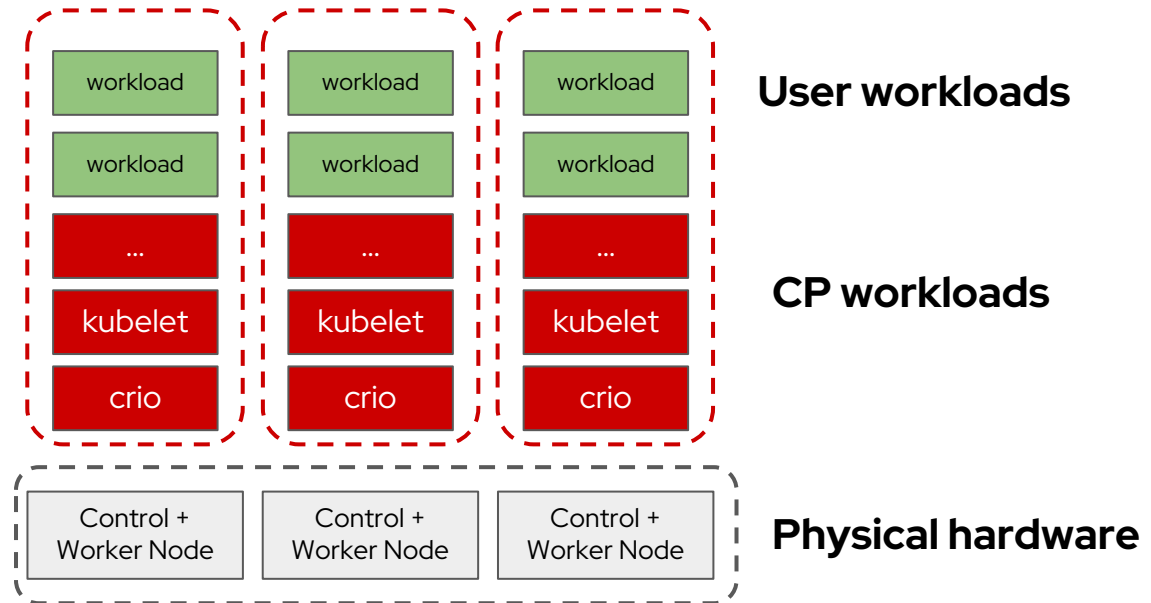 workload workload workload
User workloads
workload workload workload
... ... ...
CP workloads
kubelet kubelet kubelet
crio crio crio
Control + Control + Control +
Worker Node Worker Node Worker Node
Physical hardware